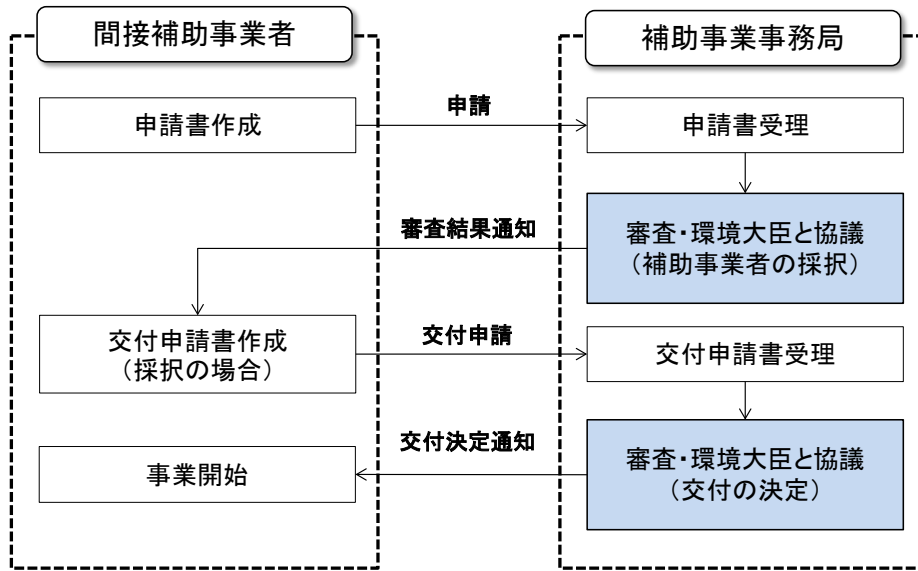 間接補助事業者
補助事業事務局
申請書作成
申請
申請書受理
審査結果通知
審査・環境大臣と協議
（補助事業者の採択）
交付申請書作成
（採択の場合）
交付申請
交付申請書受理
交付決定通知
事業開始
審査・環境大臣と協議
（交付の決定）